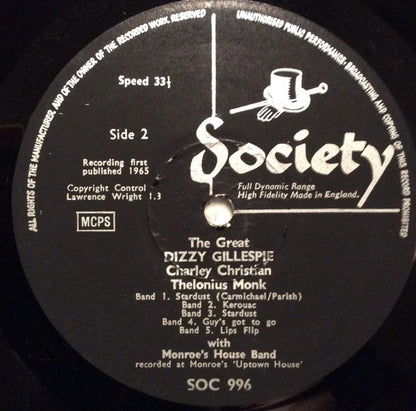 ALL RIGHTS OF THE MANUFACTURER, AND OF THE OWNER OF THE RECORDED WORK, RESERVED
UNAUTHORISED PUBLIC PERFORMANCE, BROADCASTING AND COPYING OF THIS RECORD PROHIBITED
Speed 33⅓
Side 2
Society
Recording first
published 1965
Full Dynamic Range
High Fidelity Made in England.
Copyright Control
Lawrence Wright 1.3
MCPS
The Great
DIZZY GILLESPIE
Charley Christian
Thelonius Monk
Band 1. Stardust (Carmichael/Parish)
Band 2. Kerouac
Band 3. Stardust
Band 4. Guy's got to go
Band 5. Lips Flip
with
Monroe's House Band
recorded at Monroe's 'Uptown House'
SOC 996